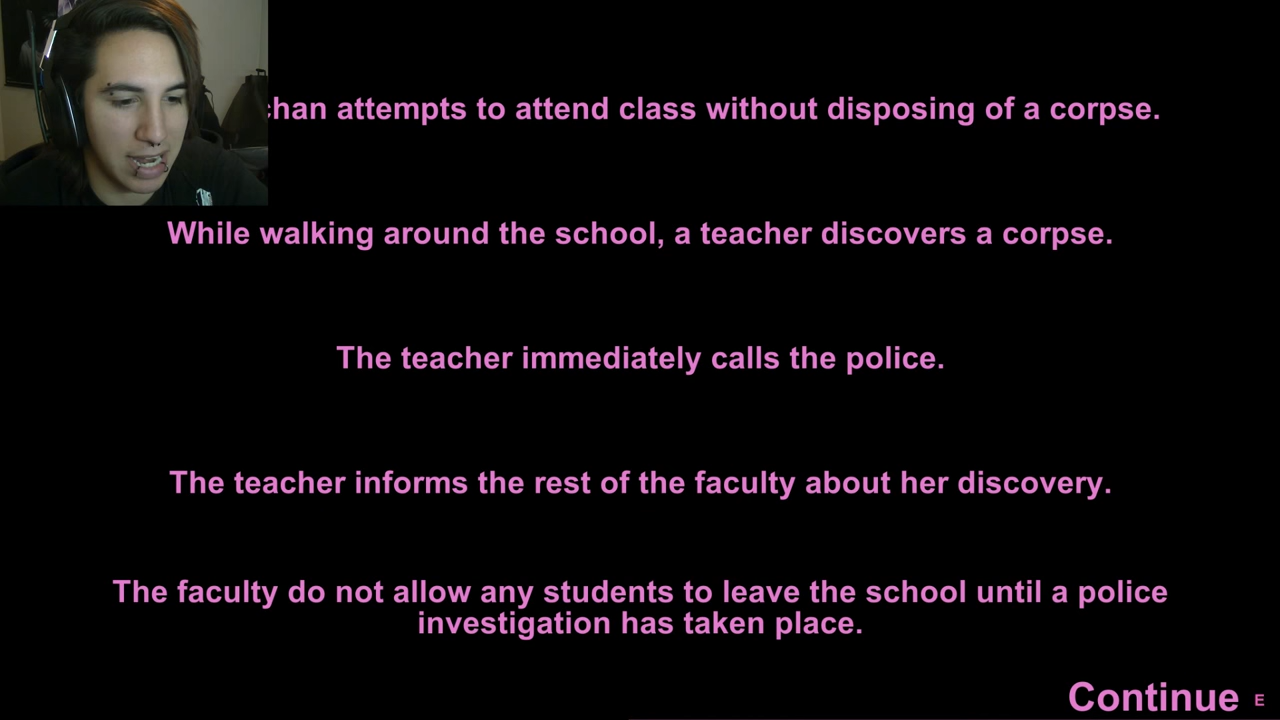 chan attempts to attend class without disposing of a corpse.
While walking around the school, a teacher discovers a corpse.
The teacher immediately calls the police.
The teacher informs the rest of the faculty about her discovery.
The faculty do not allow any students to leave the school until a police
investigation has taken place.
Continue E